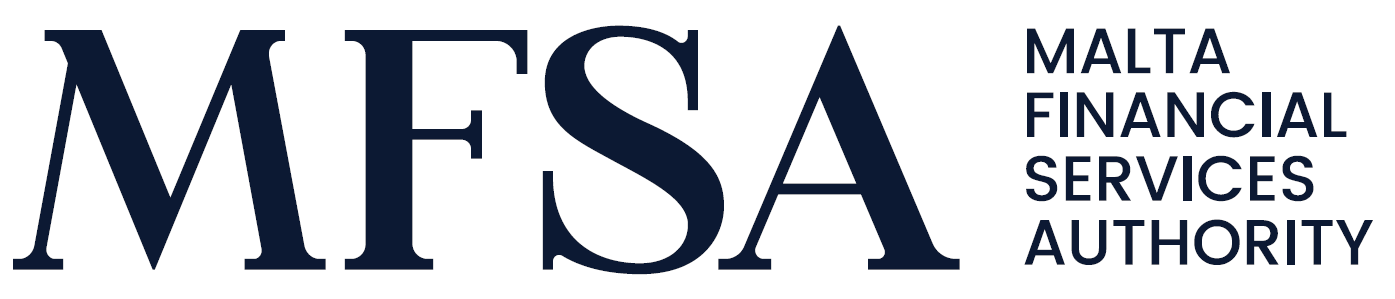 MFSA
MALTA
FINANCIAL
SERVICES
AUTHORITY